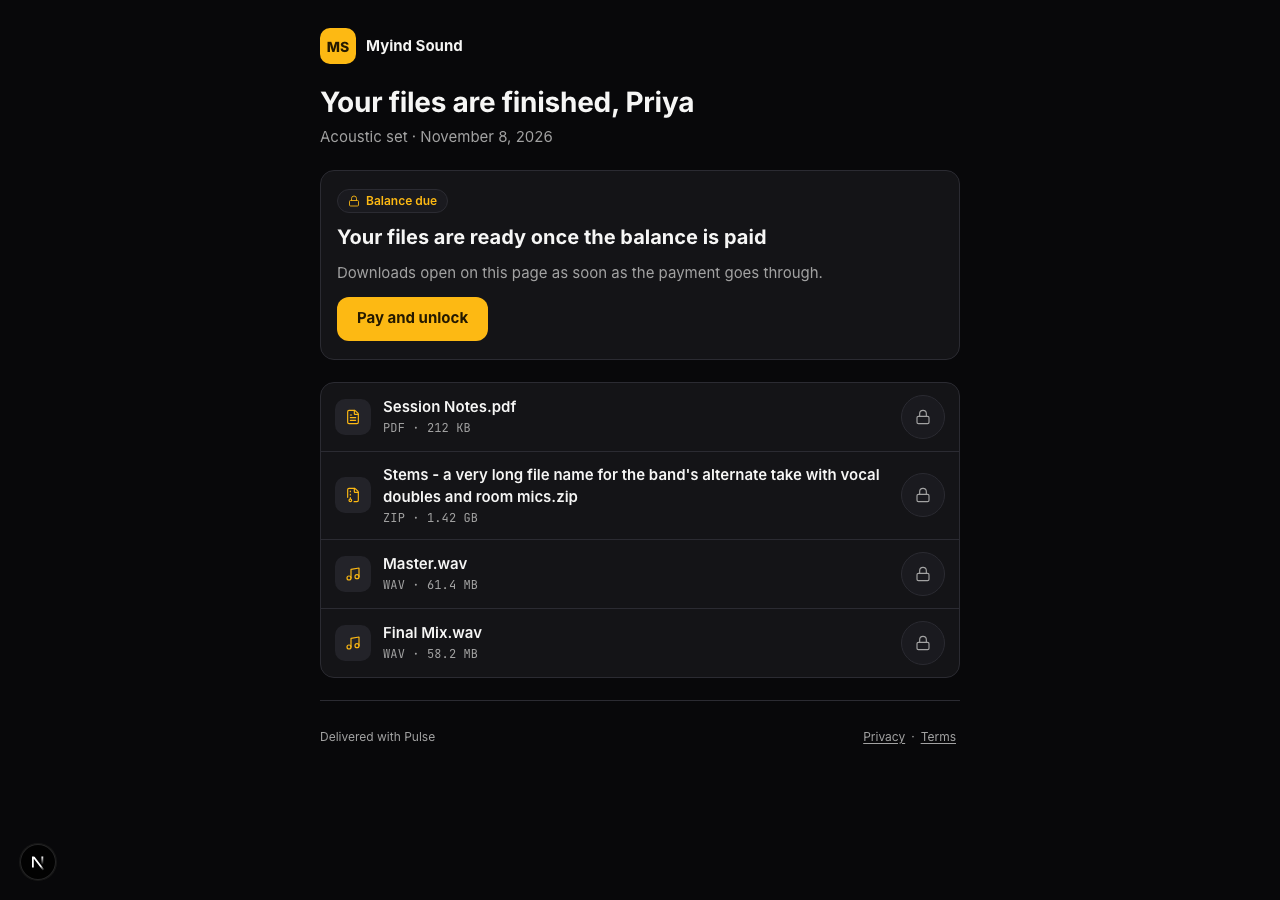 MS Myind Sound
Your files are finished, Priya
Acoustic set · November 8, 2026
Balance due
Your files are ready once the balance is paid
Downloads open on this page as soon as the payment goes through.
Pay and unlock
Session Notes.pdf
PDF · 212 KB
Stems - a very long file name for the band's alternate take with vocal
doubles and room mics.zip
ZIP · 1.42 GB
Master.wav
WAV · 61.4 MB
Final Mix.wav
WAV · 58.2 MB
Delivered with Pulse Privacy · Terms
N